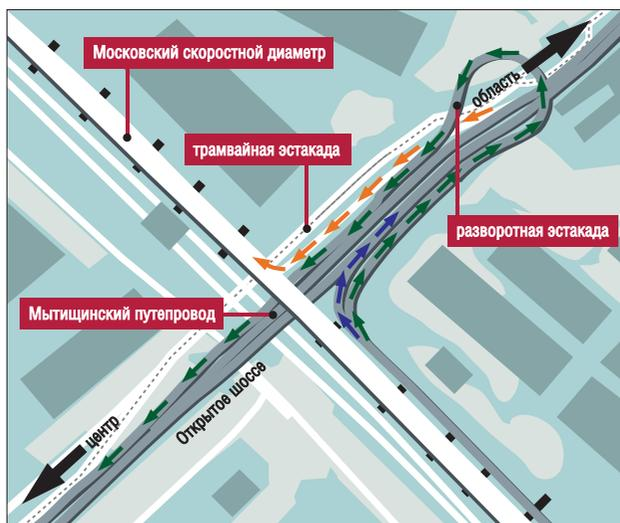 Московский скоростной диаметр
область
трамвайная эстакада
разворотная эстакада
Мытищинский путепровод
Открытое шоссе
центр